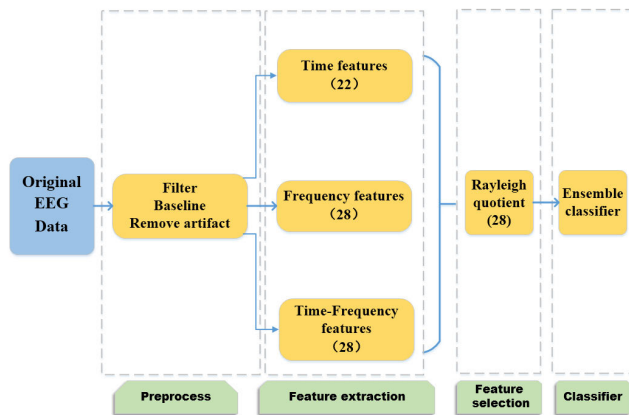 Original
EEG
Data
Filter
Baseline
Remove artifact
Time features
（22）
Frequency features
（28）
Time-Frequency
features
（28）
Rayleigh
quotient
(28)
Ensemble
classifier
Preprocess
Feature extraction
Feature
selection
Classifier